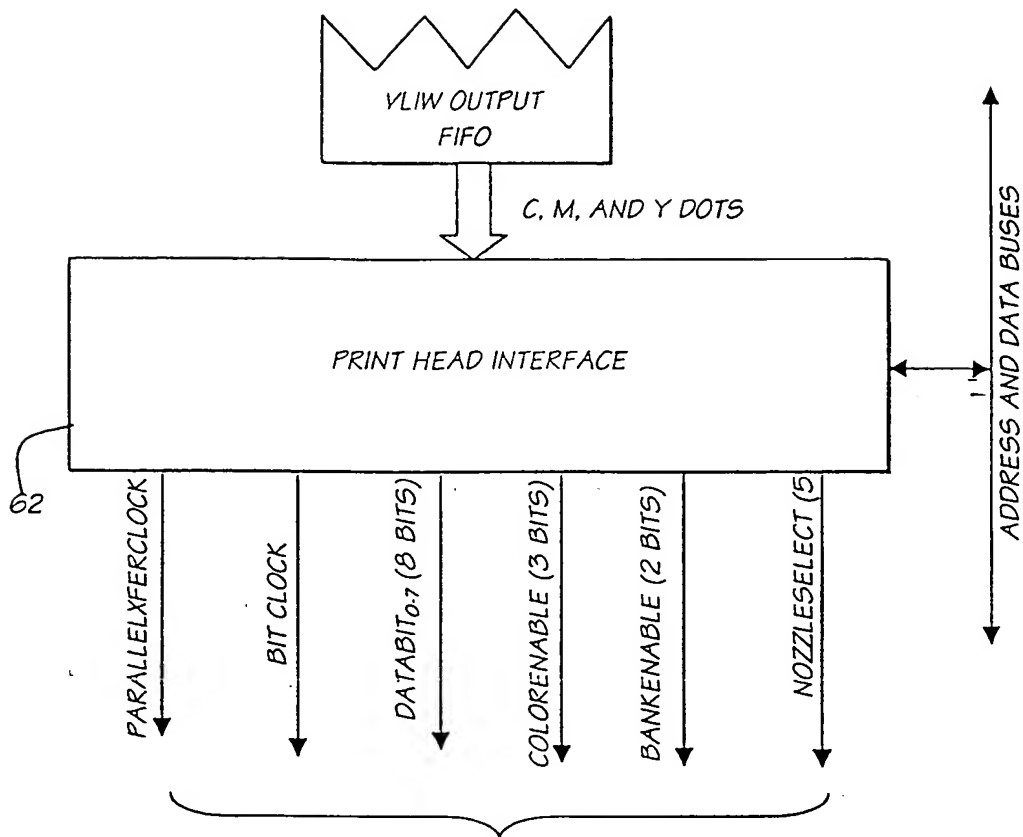 VLIW OUTPUT
FIFO
C, M, AND Y DOTS
PRINT HEAD INTERFACE
ADDRESS AND DATA BUSES
62
PARALLELXFERCLOCK
BIT CLOCK
DATABIT0-7 (8 BITS)
COLORENABLE (3 BITS)
BANKENABLE (2 BITS)
NOZZLESELECT (5